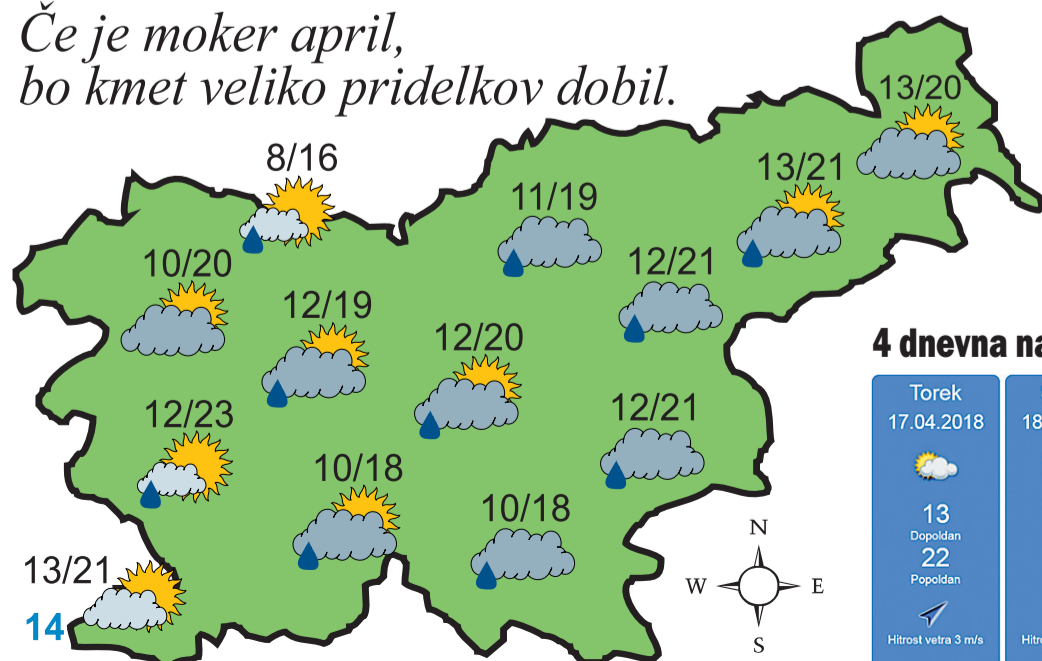 Če je moker april,
bo kmet veliko pridelkov dobil.
13/20
8/16
13/21
11/19
10/20
12/21
12/19
12/20
12/23
12/21
10/18
10/18
13/21
14
N
W
E
S
4 dnevna na
Torek
17.04.2018
13
Dopoldan
22
Popoldan
Hitrost vetra 3 m/s
18
Hitro